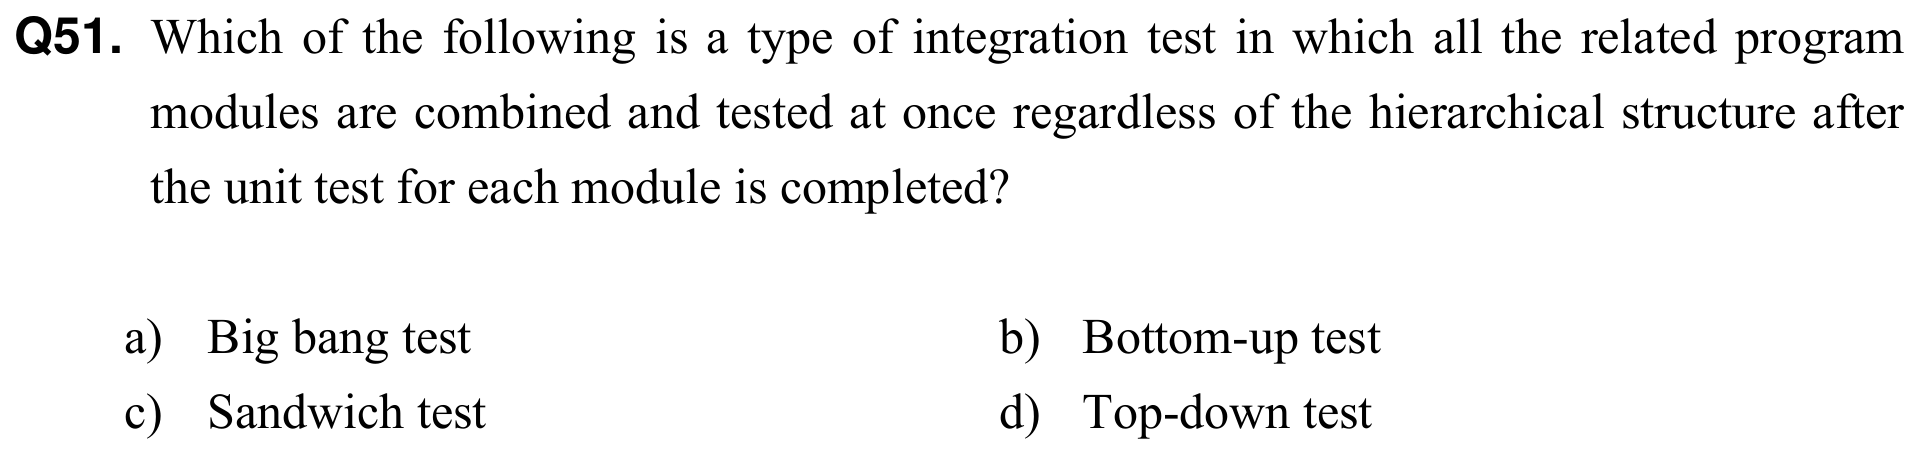 Q51. Which of the following is a type of integration test in which all the related program
modules are combined and tested at once regardless of the hierarchical structure after
the unit test for each module is completed?
a) Big bang test b) Bottom-up test
c) Sandwich test d) Top-down test